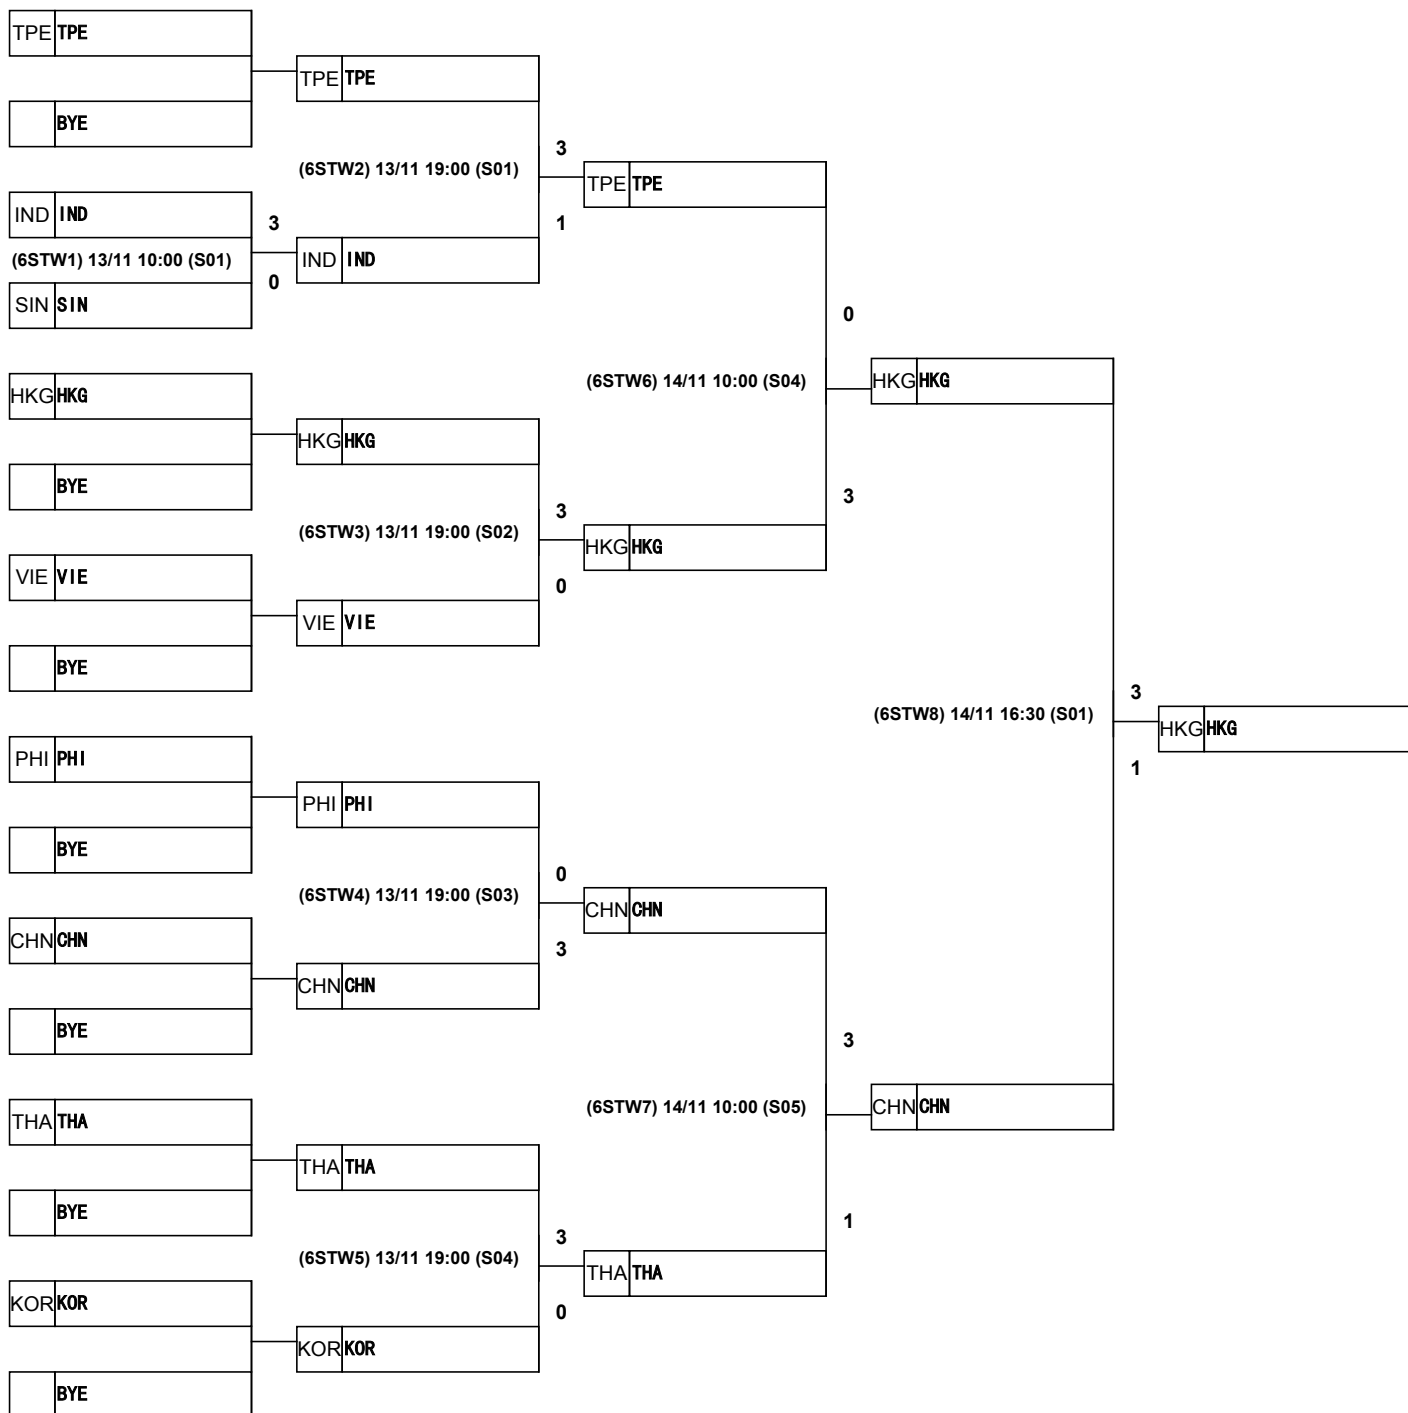 TPE TPE
BYE
IND IND
(6STW1) 13/11 10:00 (S01)
3
0
SIN SIN
HKG HKG
BYE
VIE VIE
BYE
PHI PHI
BYE
CHN CHN
BYE
THA THA
BYE
KOR KOR
BYE
TPE TPE
(6STW2) 13/11 19:00 (S01)
3
1
IND IND
HKG HKG
(6STW3) 13/11 19:00 (S02)
3
0
VIE VIE
PHI PHI
(6STW4) 13/11 19:00 (S03)
0
3
CHN CHN
THA THA
(6STW5) 13/11 19:00 (S04)
3
0
KOR KOR
TPE TPE
0
(6STW6) 14/11 10:00 (S04)
3
HKG HKG
CHN CHN
3
(6STW7) 14/11 10:00 (S05)
1
THA THA
HKG HKG
(6STW8) 14/11 16:30 (S01)
3
1
CHN CHN
HKG HKG